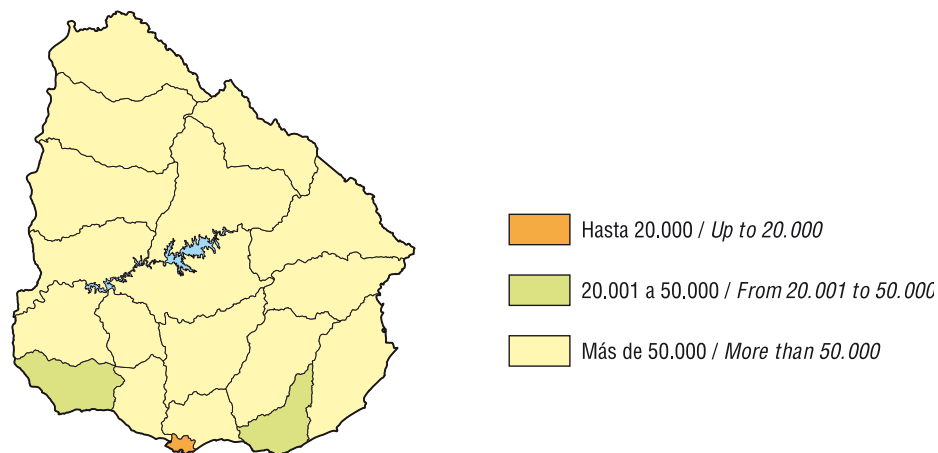 Hasta 20.000 / Up to 20.000
20.001 a 50.000 / From 20.001 to 50.000
Más de 50.000 / More than 50.000